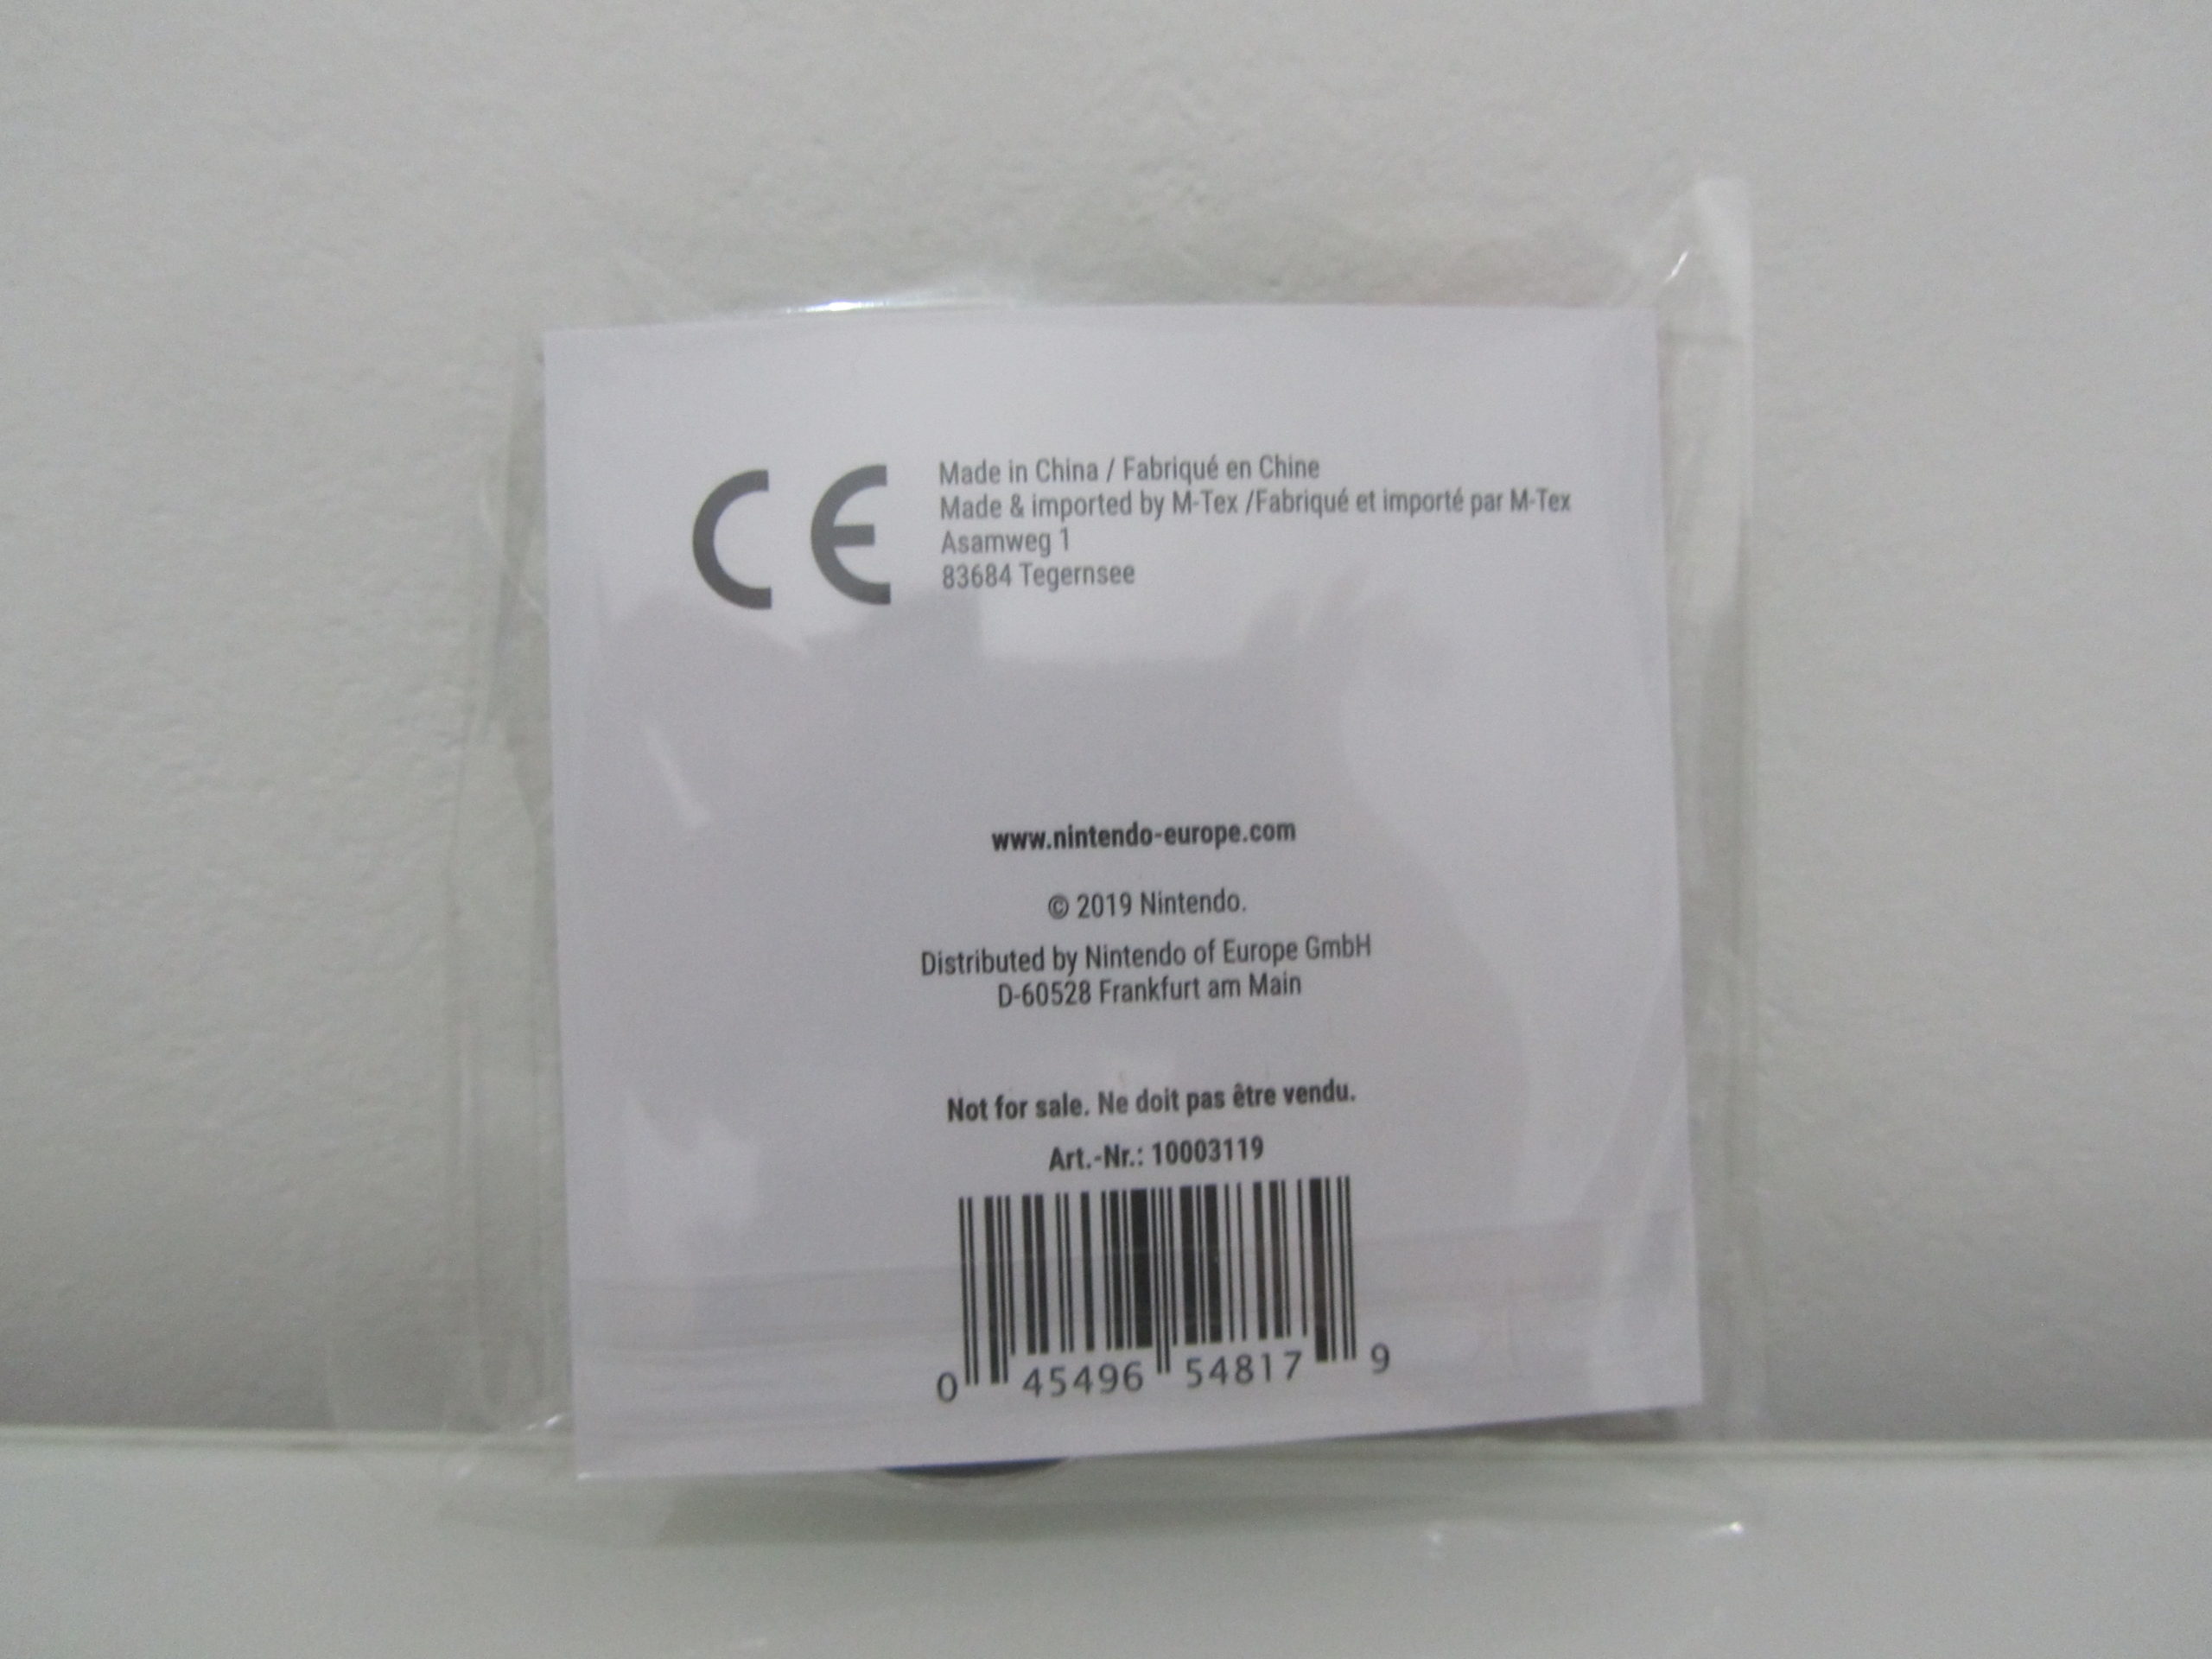 CE
Made in China / Fabriqué en Chine
Made & imported by M-Tex /Fabriqué et importé par M-Tex
Asamweg 1
83684 Tegernsee
www.nintendo-europe.com
© 2019 Nintendo.
Distributed by Nintendo of Europe GmbH
D-60528 Frankfurt am Main
Not for sale. Ne doit pas être vendu.
Art.-Nr.: 10003119
0 45496 54817 9